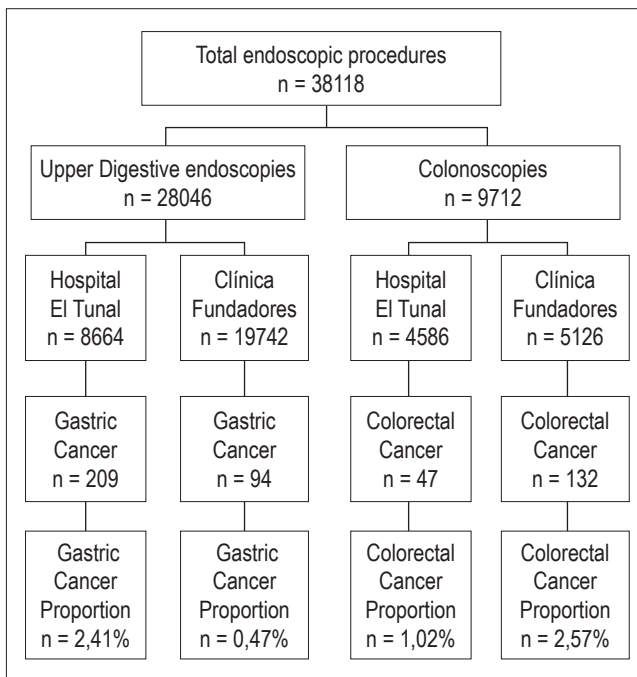 Total endoscopic procedures
n = 38118
Upper Digestive endoscopies
n = 28046
Colonoscopies
n = 9712
Hospital
El Tunal
n = 8664
Clínica
Fundadores
n = 19742
Hospital
El Tunal
n = 4586
Clínica
Fundadores
n = 5126
Gastric
Cancer
n = 209
Gastric
Cancer
n = 94
Colorectal
Cancer
n = 47
Colorectal
Cancer
n = 132
Gastric
Cancer
Proportion
n = 2,41%
Gastric
Cancer
Proportion
n = 0,47%
Colorectal
Cancer
Proportion
n = 1,02%
Colorectal
Cancer
Proportion
n = 2,57%